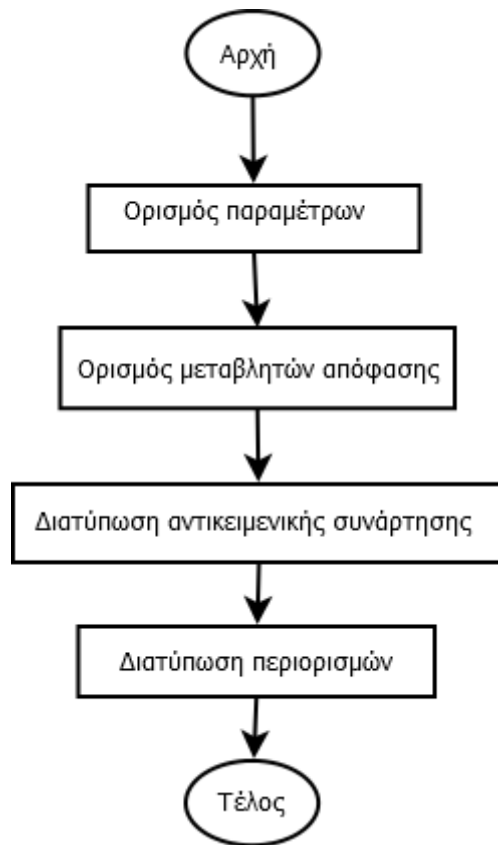 Αρχή
Ορισμός παραμέτρων
Ορισμός μεταβλητών απόφασης
Διατύπωση αντικειμενικής συνάρτησης
Διατύπωση περιορισμών
Τέλος